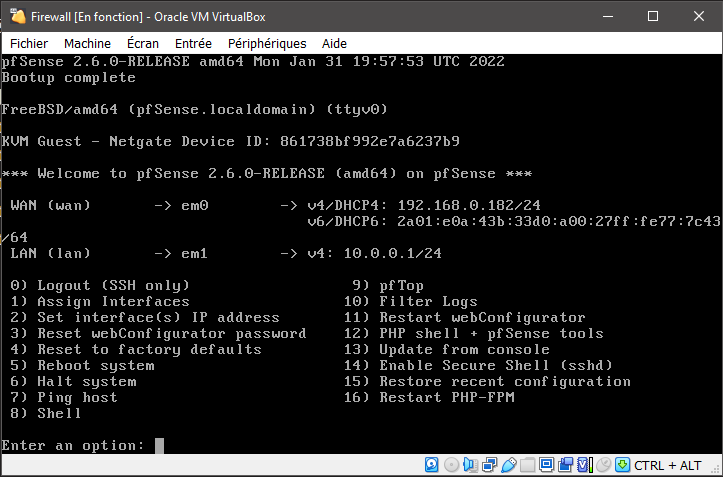 Firewall [En fonction] - Oracle VM VirtualBox
Fichier Machine Écran Entrée Périphériques Aide
pfSense 2.6.0-RELEASE amd64 Mon Jan 31 19:57:53 UTC 2022
Bootup complete
FreeBSD/amd64 (pfSense.localdomain) (ttyv0)
KVM Guest - Netgate Device ID: 861738bf992e7a6237b9
*** Welcome to pfSense 2.6.0-RELEASE (amd64) on pfSense ***
WAN (wan) -> em0 -> v4/DHCP4: 192.168.0.182/24
v6/DHCP6: 2a01:e0a:43b:33d0:a00:27ff:fe77:7c43
/64
LAN (lan) -> em1 -> v4: 10.0.0.1/24
0) Logout (SSH only) 9) pfTop
1) Assign Interfaces 10) Filter Logs
2) Set interface(s) IP address 11) Restart webConfigurator
3) Reset webConfigurator password 12) PHP shell + pfSense tools
4) Reset to factory defaults 13) Update from console
5) Reboot system 14) Enable Secure Shell (sshd)
6) Halt system 15) Restore recent configuration
7) Ping host 16) Restart PHP-FPM
8) Shell
Enter an option:
CTRL + ALT